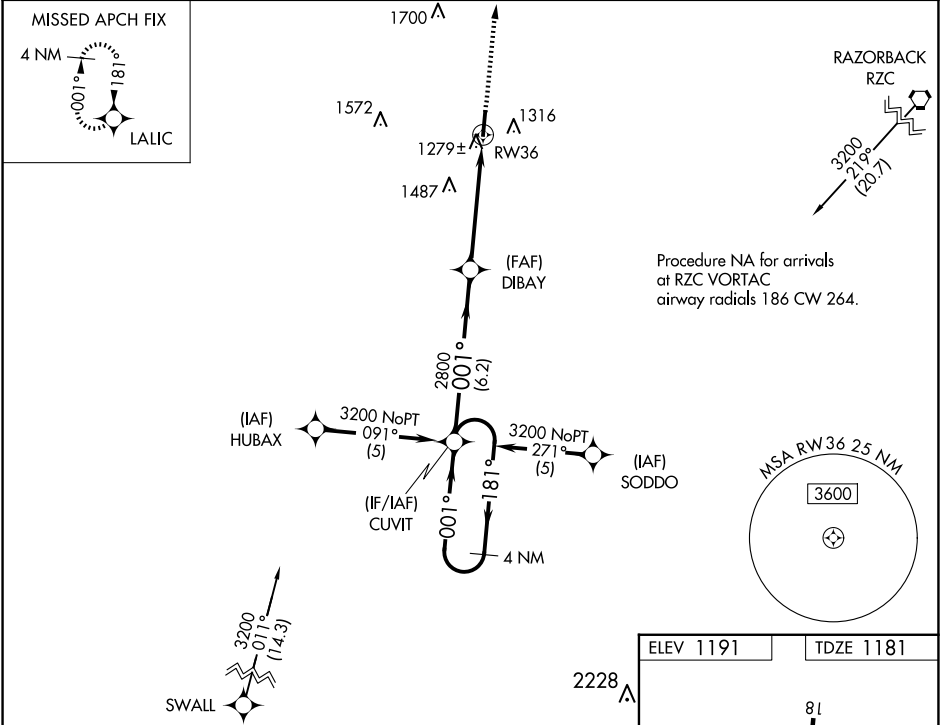 MISSED APCH FIX
4 NM
001°
181°
LALIC
1700
1572
1316
1279±
RW36
1487
RAZORBACK
RZC
3200
219°
(20.7)
(FAF)
DIBAY
Procedure NA for arrivals
at RZC VORTAC
airway radials 186 CW 264.
2800
001°
(6.2)
(IAF)
HUBAX
3200 NoPT
091°
(5)
3200 NoPT
271°
(5)
(IAF)
SODDO
(IF/IAF)
CUVIT
001°
181°
4 NM
MSA RW36 25 NM
3600
3200
011°
(14.3)
SWALL
2228
ELEV 1191
TDZE 1181
18